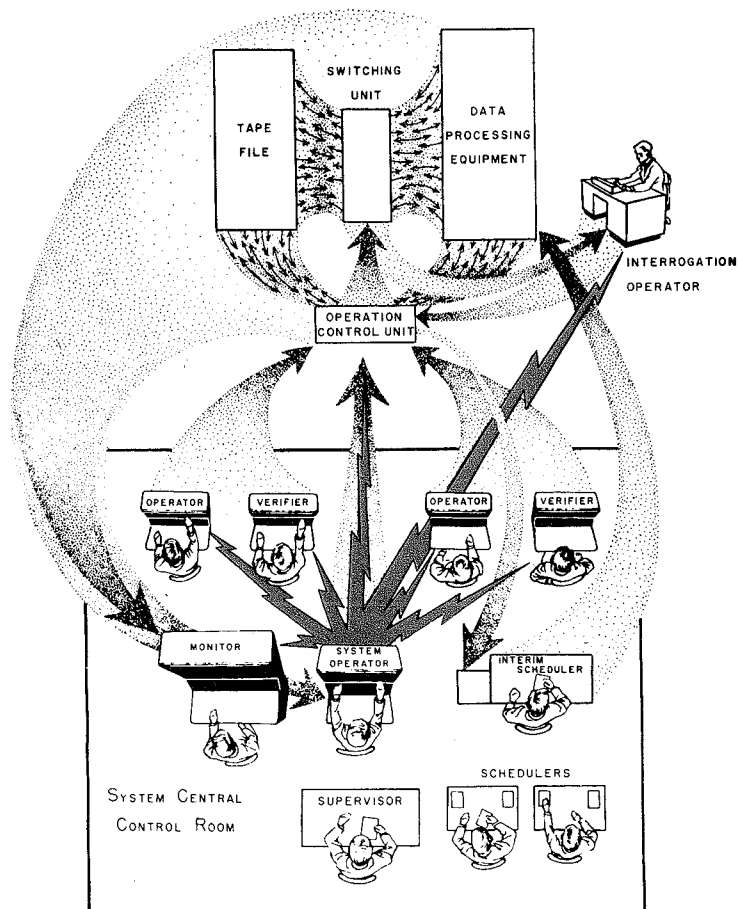 SWITCHING
UNIT
TAPE
FILE
DATA
PROCESSING
EQUIPMENT
INTERROGATION
OPERATOR
OPERATION
CONTROL UNIT
OPERATOR
VERIFIER
OPERATOR
VERIFIER
MONITOR
SYSTEM
OPERATOR
INTERIM
SCHEDULER
SCHEDULERS
SUPERVISOR
SYSTEM CENTRAL
CONTROL ROOM